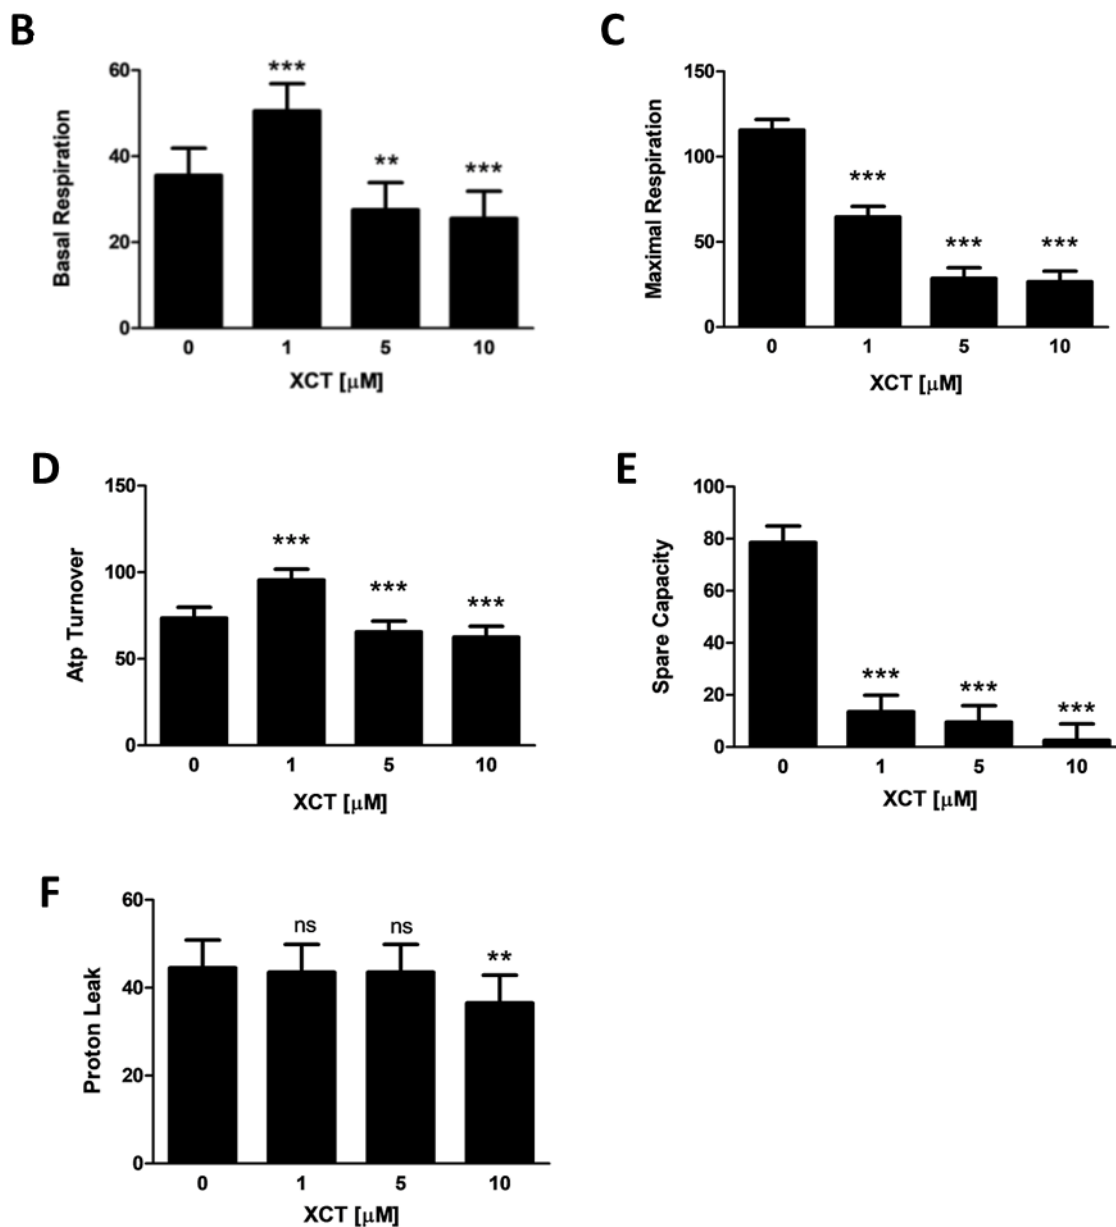 B
60
40
20
0
Basal Respiration
***
**
***
0 1 5 10
XCT [μM]
C
150
100
50
0
Maximal Respiration
***
***
***
0 1 5 10
XCT [μM]
D
150
100
50
0
Atp Turnover
***
***
***
0 1 5 10
XCT [μM]
E
100
80
60
40
20
0
Spare Capacity
***
***
***
0 1 5 10
XCT [μM]
F
60
40
20
0
Proton Leak
ns
ns
**
0 1 5 10
XCT [μM]